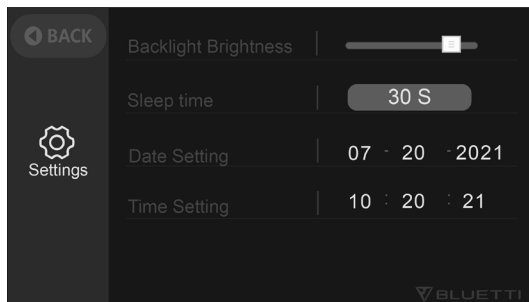 BACK
Backlight Brightness
Sleep time
30 S
Settings
Date Setting
07 - 20 - 2021
Time Setting
10 : 20 : 21
BLUETTI